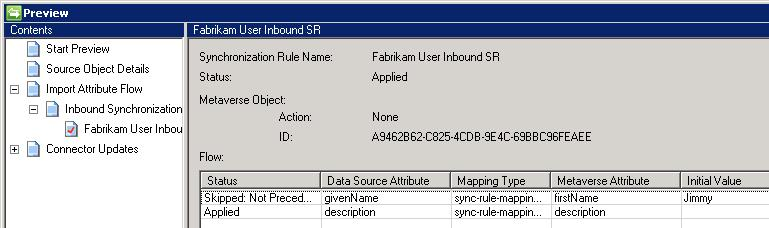 Preview
Contents
Start Preview
Source Object Details
Import Attribute Flow
Inbound Synchronization
Fabrikam User Inbou
Connector Updates
Fabrikam User Inbound SR
Synchronization Rule Name: Fabrikam User Inbound SR
Status: Applied
Metaverse Object:
Action: None
ID: A9462B62-C825-4CDB-9E4C-69BBC96FEAEE
Flow:
Status Data Source Attribute Mapping Type Metaverse Attribute Initial Value
Skipped: Not Preced... givenName sync-rule-mappin... firstName Jimmy
Applied description sync-rule-mappin... description